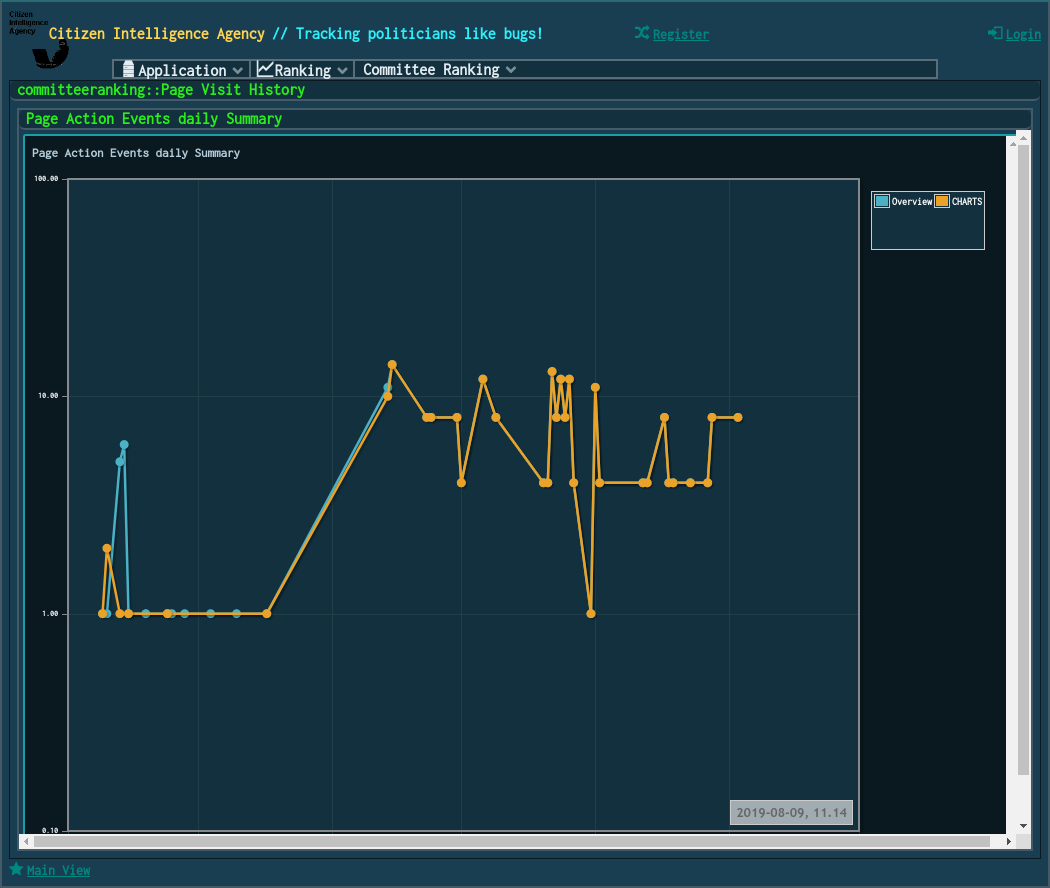 Citizen
Intelligence
Agency
Citizen Intelligence Agency // Tracking politicians like bugs!
Register
Login
Application
Ranking
Committee Ranking
committeeranking::Page Visit History
Page Action Events daily Summary
Page Action Events daily Summary
100.00
Overview
CHARTS
10.00
1.00
0.10
2019-08-09, 11.14
Main View